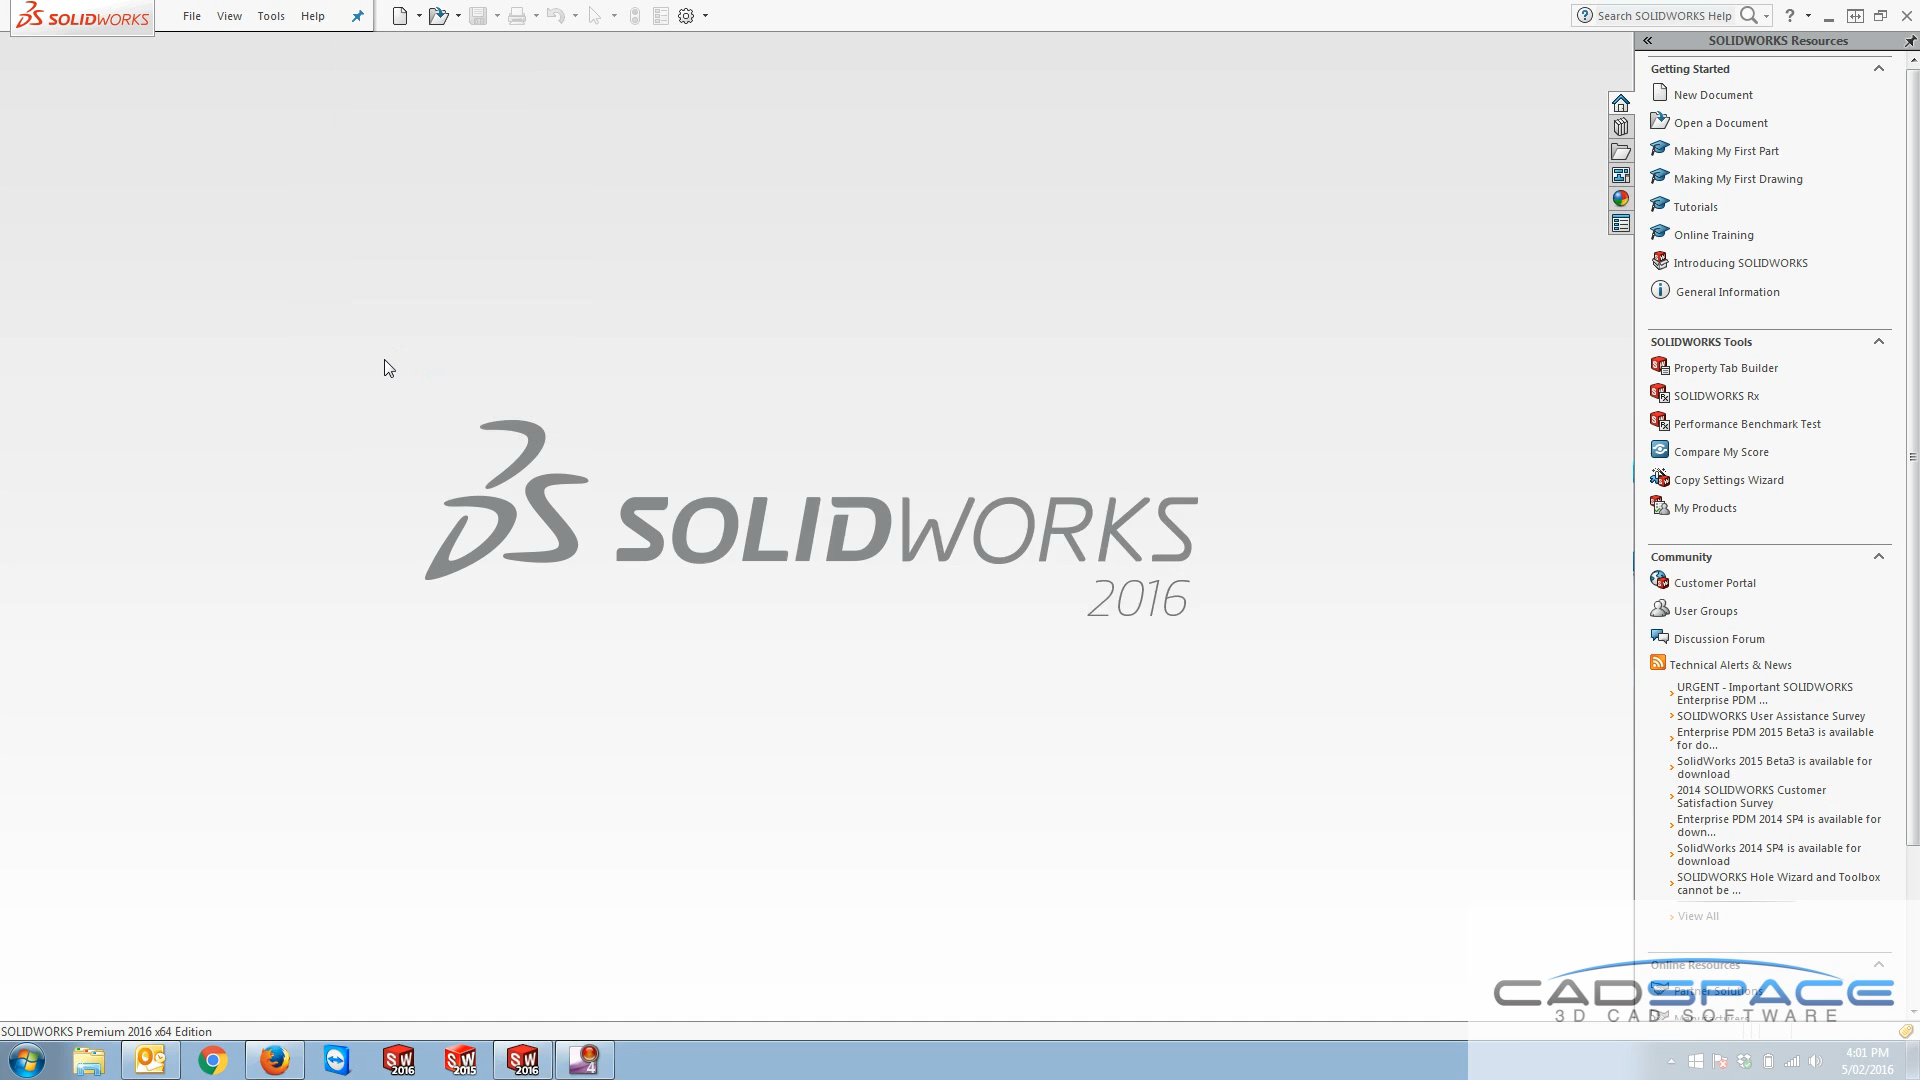 SOLIDWORKS
File View Tools Help
Search SOLIDWORKS Help
SOLIDWORKS Resources
Getting Started
New Document
Open a Document
Making My First Part
Making My First Drawing
Tutorials
Online Training
Introducing SOLIDWORKS
General Information
SOLIDWORKS Tools
Property Tab Builder
SOLIDWORKS Rx
Performance Benchmark Test
Compare My Score
Copy Settings Wizard
My Products
Community
Customer Portal
User Groups
Discussion Forum
Technical Alerts & News
URGENT - Important SOLIDWORKS
Enterprise PDM ...
SOLIDWORKS User Assistance Survey
Enterprise PDM 2015 Beta3 is available
for do...
SolidWorks 2015 Beta3 is available for
download
2014 SOLIDWORKS Customer
Satisfaction Survey
Enterprise PDM 2014 SP4 is available for
down...
SolidWorks 2014 SP4 is available for
download
SOLIDWORKS Hole Wizard and Toolbox
cannot be ...
View All
Online Resources
Partner Solutions
Manufacturers
SOLIDWORKS
2016
CADSPACE
3D CAD SOFTWARE
SOLIDWORKS Premium 2016 x64 Edition
SW 2016
SW 2015
SW 2016
4
4:01 PM
5/02/2016